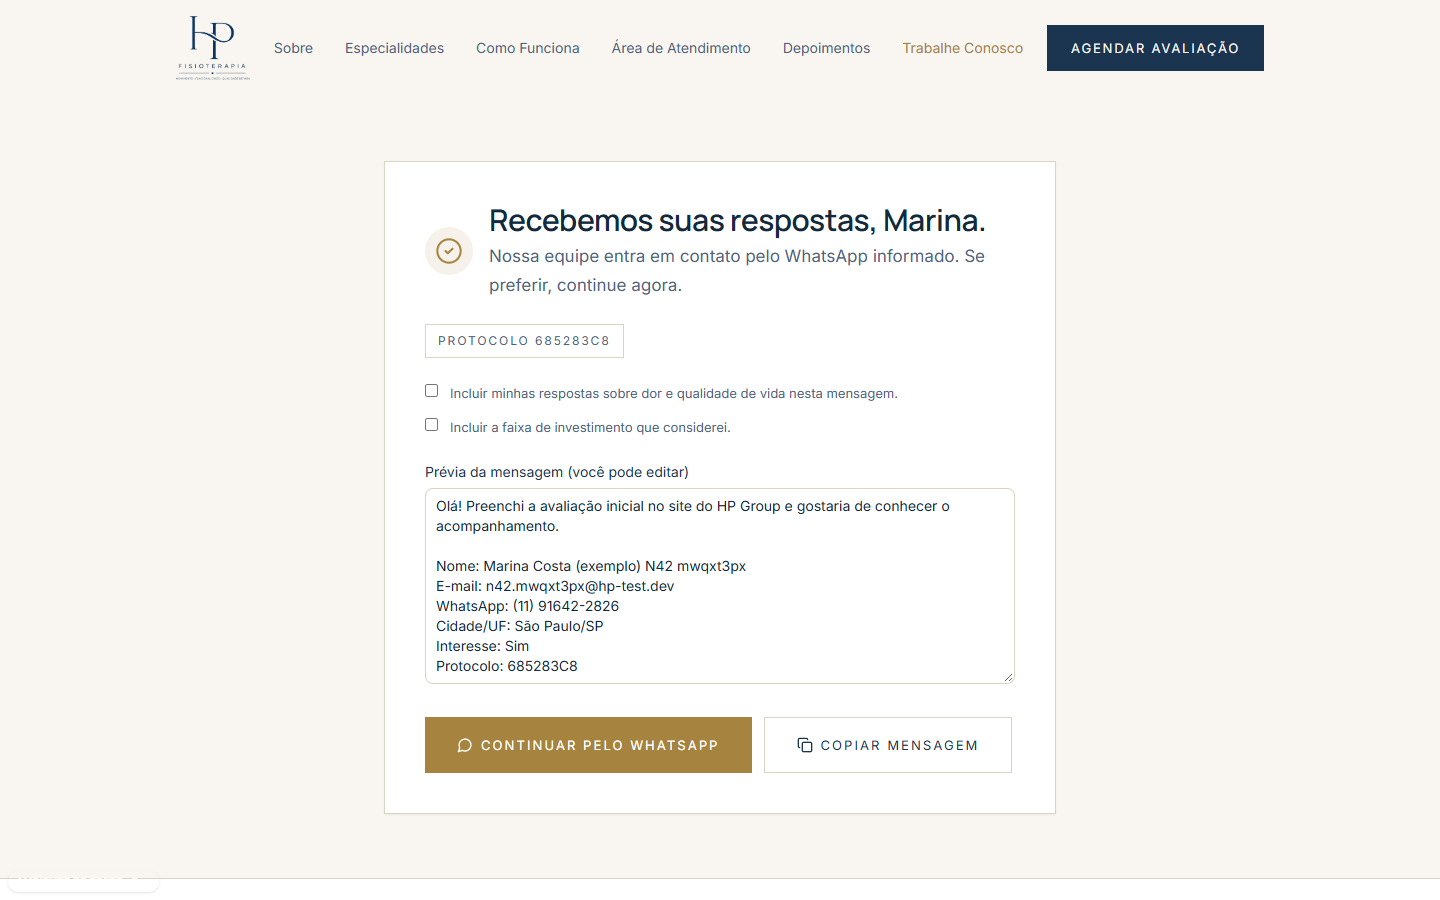 hp
FISIOTERAPIA
Sobre
Especialidades
Como Funciona
Área de Atendimento
Depoimentos
Trabalhe Conosco
AGENDAR AVALIAÇÃO
Recebemos suas respostas, Marina.
Nossa equipe entra em contato pelo WhatsApp informado. Se
preferir, continue agora.
PROTOCOLO 685283C8
Incluir minhas respostas sobre dor e qualidade de vida nesta mensagem.
Incluir a faixa de investimento que considerei.
Prévia da mensagem (você pode editar)
Olá! Preenchi a avaliação inicial no site do HP Group e gostaria de conhecer o
acompanhamento.
Nome: Marina Costa (exemplo) N42 mwqxt3px
E-mail: n42.mwqxt3px@hp-test.dev
WhatsApp: (11) 91642-2826
Cidade/UF: São Paulo/SP
Interesse: Sim
Protocolo: 685283C8
CONTINUAR PELO WHATSAPP
COPIAR MENSAGEM